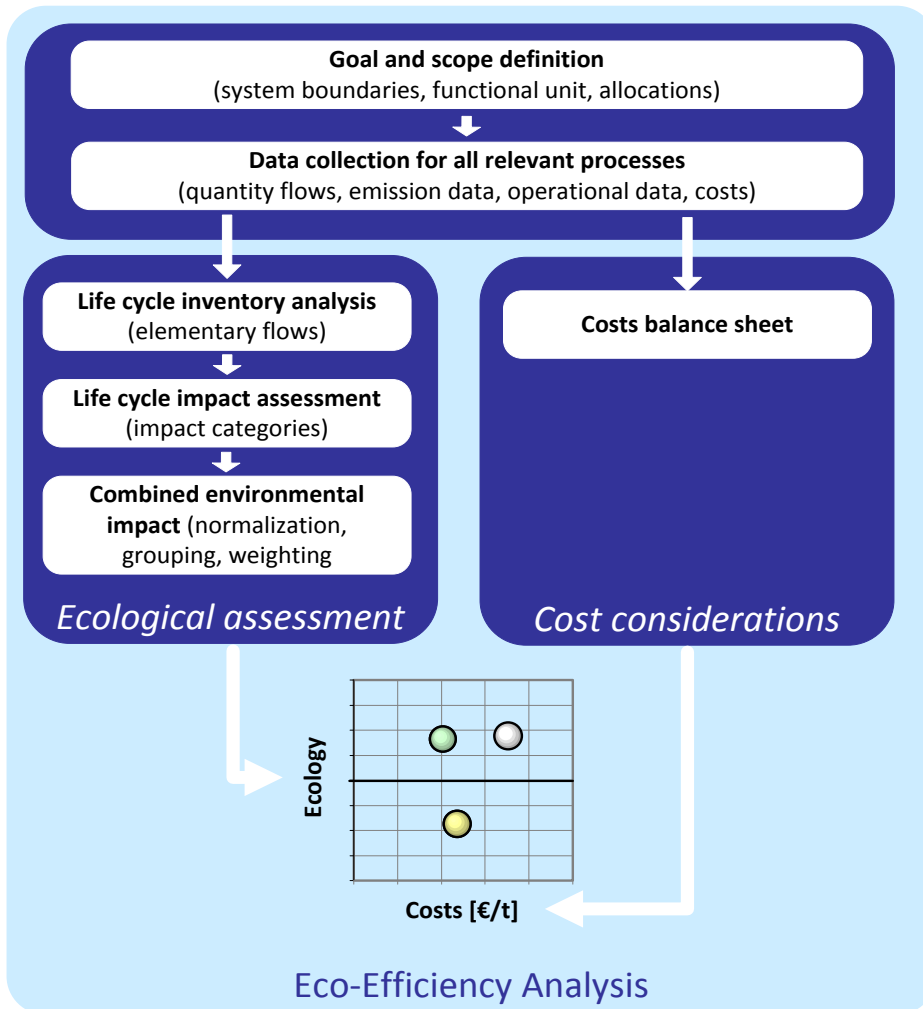 Goal and scope definition
(system boundaries, functional unit, allocations)
Data collection for all relevant processes
(quantity flows, emission data, operational data, costs)
Life cycle inventory analysis
(elementary flows)
Life cycle impact assessment
(impact categories)
Combined environmental
impact (normalization,
grouping, weighting
Ecological assessment
Costs balance sheet
Cost considerations
Ecology
Costs [€/t]
Eco-Efficiency Analysis